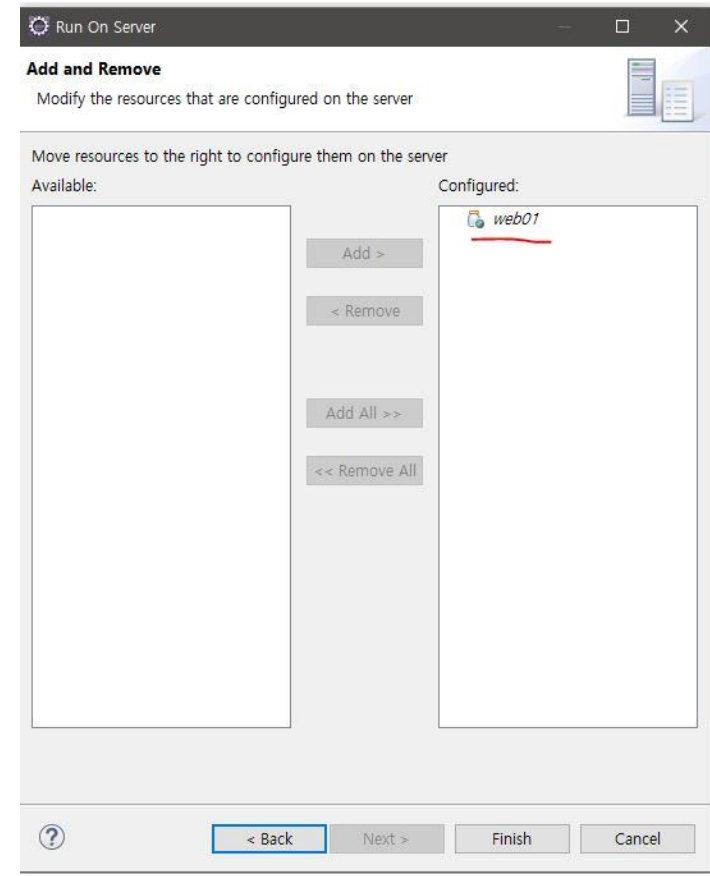 Run On Server
Add and Remove
Modify the resources that are configured on the server
Move resources to the right to configure them on the server
Available:
Configured:
web01
Add >
< Remove
Add All >>
<< Remove All
?
< Back
Next >
Finish
Cancel